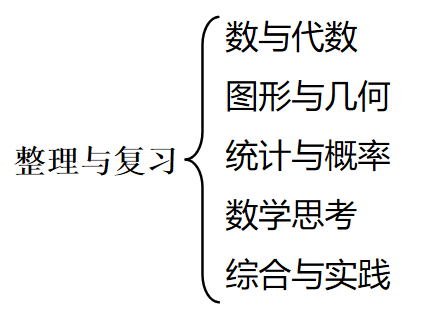 整理与复习
数与代数
图形与几何
统计与概率
数学思考
综合与实践